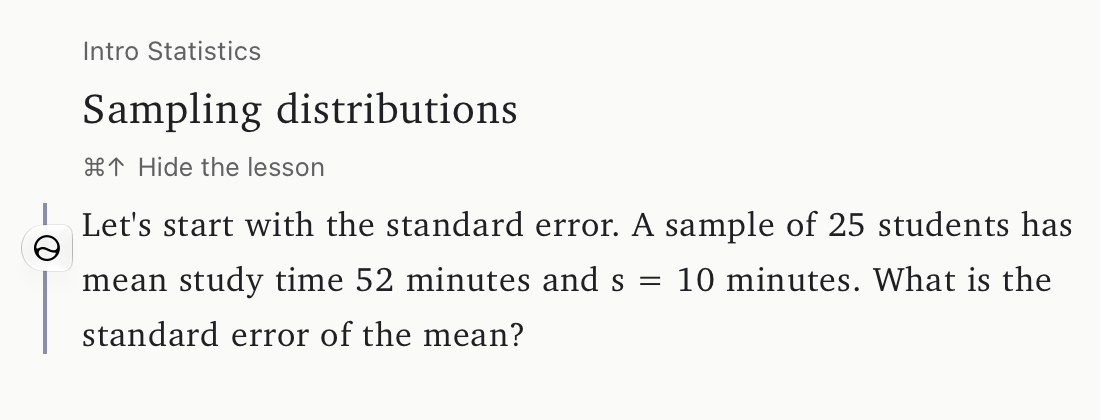 Intro Statistics
Sampling distributions
⌘↑ Hide the lesson
Let's start with the standard error. A sample of 25 students has
mean study time 52 minutes and s = 10 minutes. What is the
standard error of the mean?